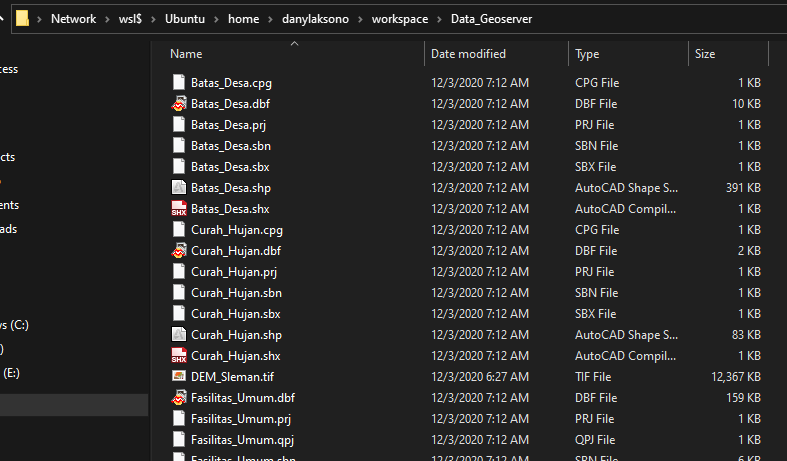 Network > wsl$ > Ubuntu > home > danylaksono > workspace > Data_Geoserver
Name Date modified Type Size
cess
Batas_Desa.cpg 12/3/2020 7:12 AM CPG File 1 KB
Batas_Desa.dbf 12/3/2020 7:12 AM DBF File 10 KB
Batas_Desa.prj 12/3/2020 7:12 AM PRJ File 1 KB
Batas_Desa.sbn 12/3/2020 7:12 AM SBN File 1 KB
cts
Batas_Desa.sbx 12/3/2020 7:12 AM SBX File 1 KB
Batas_Desa.shp 12/3/2020 7:12 AM AutoCAD Shape S... 391 KB
ents
Batas_Desa.shx 12/3/2020 7:12 AM AutoCAD Compil... 1 KB
ads
Curah_Hujan.cpg 12/3/2020 7:12 AM CPG File 1 KB
Curah_Hujan.dbf 12/3/2020 7:12 AM DBF File 2 KB
Curah_Hujan.prj 12/3/2020 7:12 AM PRJ File 1 KB
Curah_Hujan.sbn 12/3/2020 7:12 AM SBN File 1 KB
Curah_Hujan.sbx 12/3/2020 7:12 AM SBX File 1 KB
ys (C:)
Curah_Hujan.shp 12/3/2020 7:12 AM AutoCAD Shape S... 83 KB
)
Curah_Hujan.shx 12/3/2020 7:12 AM AutoCAD Compil... 1 KB
(E:)
DEM_Sleman.tif 12/3/2020 6:27 AM TIF File 12,367 KB
Fasilitas_Umum.dbf 12/3/2020 7:12 AM DBF File 159 KB
Fasilitas_Umum.prj 12/3/2020 7:12 AM PRJ File 1 KB
Fasilitas_Umum.qpj 12/3/2020 7:12 AM QPJ File 1 KB
Fasilitas_Umum.sbn 12/3/2020 7:12 AM SBN File 6 KB